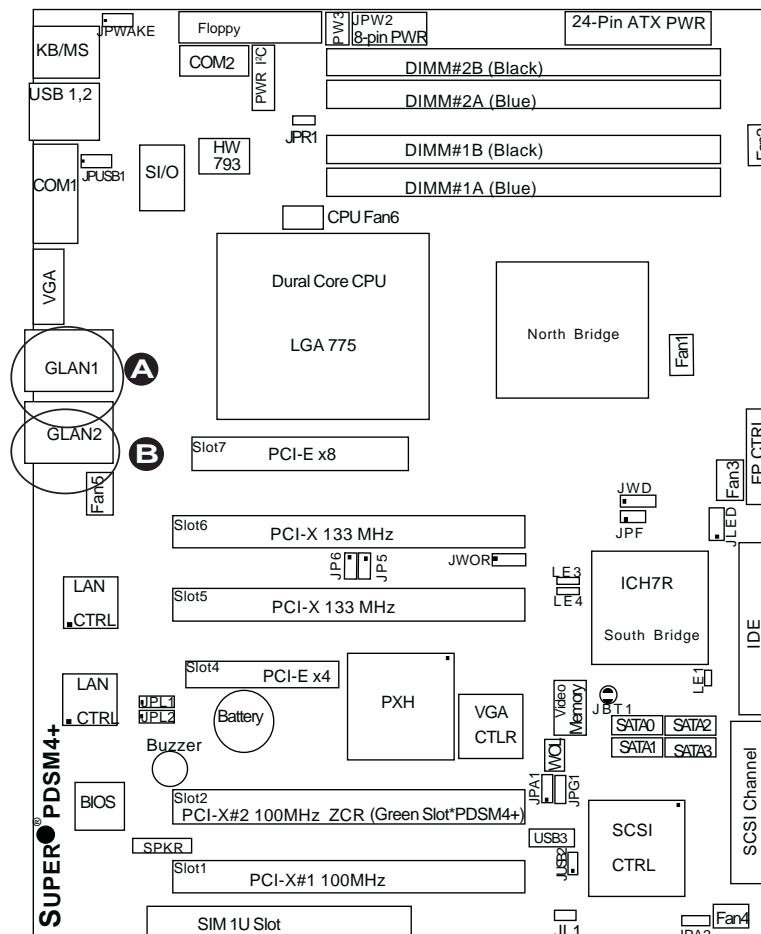 JPWAKE
Floppy
PW3
JPW2
8-pin PWR
24-Pin ATX PWR
KB/MS
COM2
PWR I²C
DIMM#2B (Black)
USB 1,2
DIMM#2A (Blue)
JPR1
HW
793
DIMM#1B (Black)
COM1
JPUSB1
SI/O
DIMM#1A (Blue)
CPU Fan6
VGA
Dural Core CPU
LGA 775
North Bridge
Fan1
GLAN1
A
GLAN2
B
Slot7
PCI-E x8
Fan5
Fan3
FP CTRL
JWD
JPF
JLED
Slot6
PCI-X 133 MHz
JP6
JP5
JWOR
LE3
LE4
ICH7R
South Bridge
IDE
LAN
CTRL
Slot5
PCI-X 133 MHz
Slot4
PCI-E x4
PXH
LE1
LAN
CTRL
JPL1
JPL2
Battery
VGA
CTLR
Video
Memory
JBT1
SATA0
SATA2
SATA1
SATA3
Buzzer
WOL
SCSI Channel
BIOS
JPA1
JPG1
Slot2
PCI-X#2 100MHz ZCR (Green Slot*PDSM4+)
SCSI
CTRL
SPKR
USB3
JUSB2
Slot1
PCI-X#1 100MHz
SUPER® PDSM4+
SIM 1U Slot
JL1
Fan4